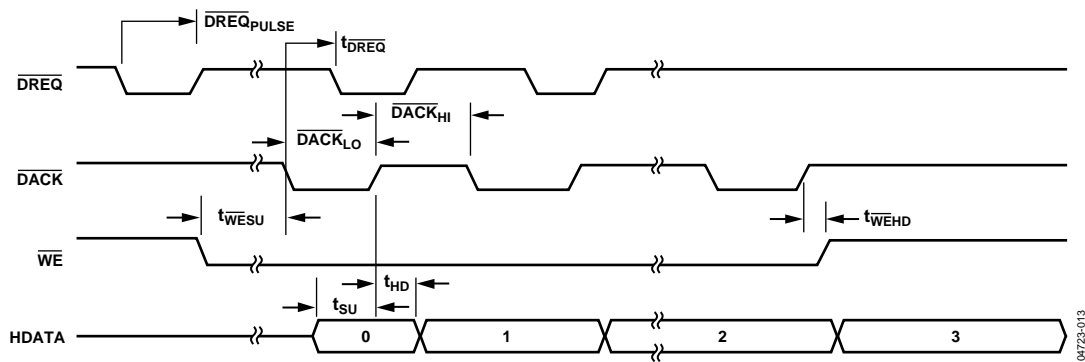 DREQPULSE
tDREQ
DREQ
DACKHI
DACKLO
DACK
tWESU
tWEHD
WE
tHD
tSU
HDATA
0
1
2
3
04723-013